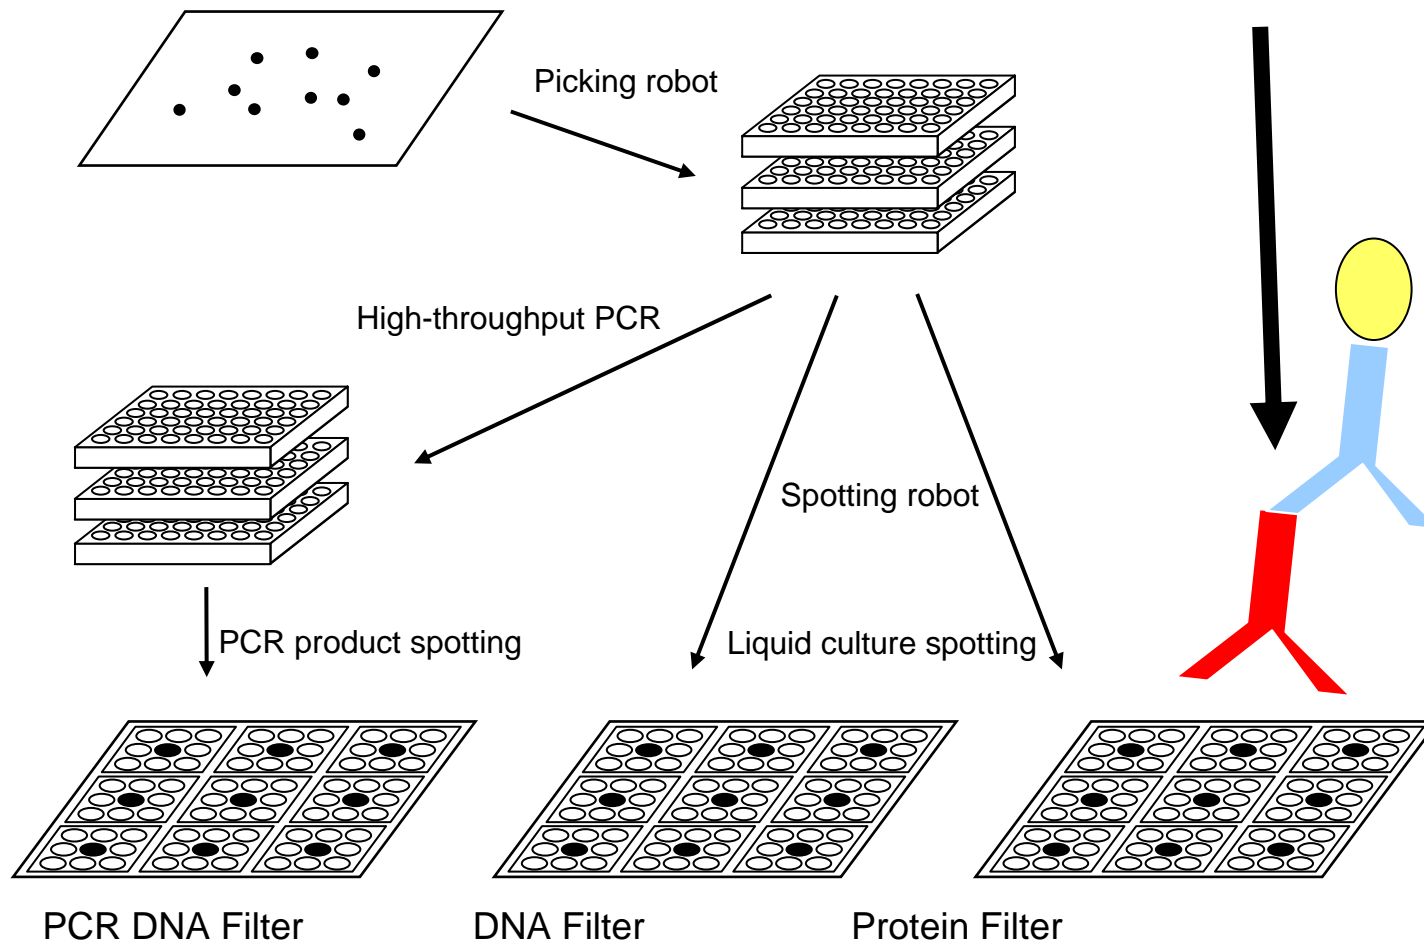 Picking robot
High-throughput PCR
Spotting robot
PCR product spotting
Liquid culture spotting
PCR DNA Filter
DNA Filter
Protein Filter